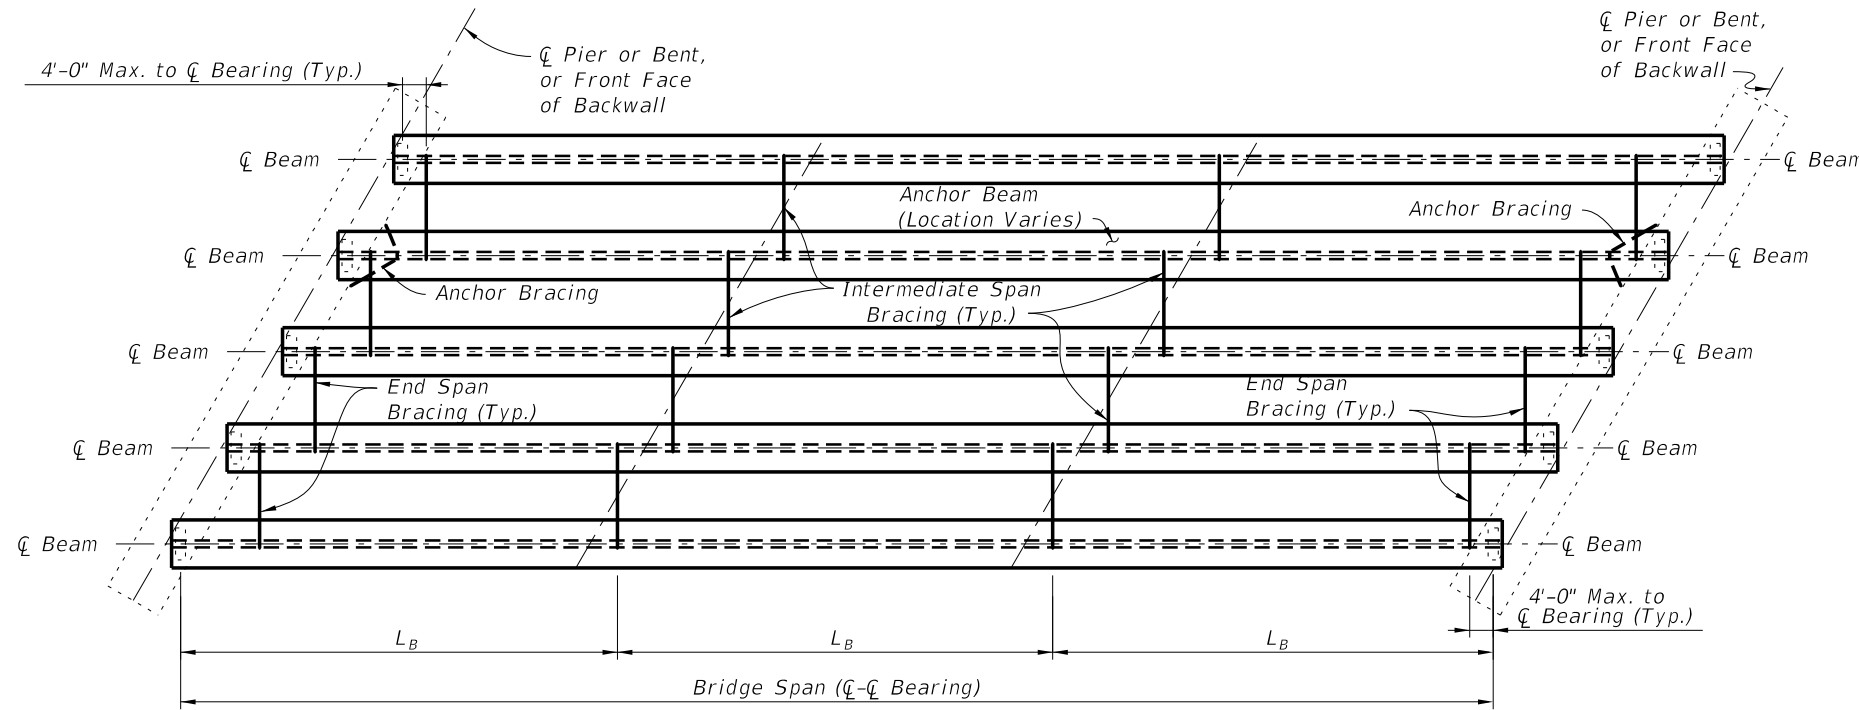 ℄ Pier or Bent,
or Front Face
of Backwall
℄ Pier or Bent,
or Front Face
of Backwall
4'-0" Max. to ℄ Bearing (Typ.)
℄ Beam
℄ Beam
Anchor Beam
(Location Varies)
Anchor Bracing
℄ Beam
℄ Beam
Anchor Bracing
Intermediate Span
Bracing (Typ.)
℄ Beam
℄ Beam
End Span
Bracing (Typ.)
End Span
Bracing (Typ.)
℄ Beam
℄ Beam
℄ Beam
℄ Beam
4'-0" Max. to
℄ Bearing (Typ.)
L_B
L_B
L_B
Bridge Span (℄-℄ Bearing)